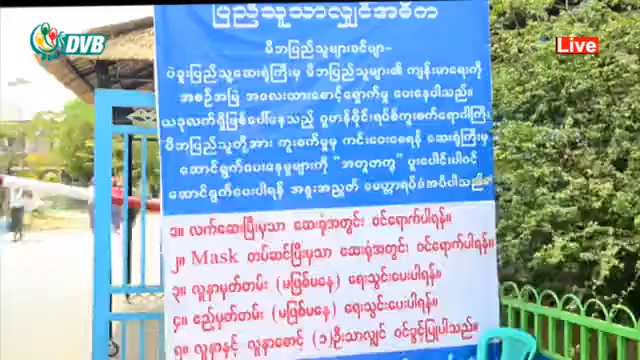 DVB
Live
ပြည်သူသာလျှင်အဓိက
မိဘပြည်သူများခင်ဗျာ-
ပဲခူးပြည်သူ့ဆေးရုံကြီးမှ မိဘပြည်သူများ၏ ကျန်းမာရေးကို
အစဉ်အမြဲ အလေးထားစောင့်ရှောက်မှု ပေးနေပါသည်။
ယခုလက်ရှိဖြစ်ပေါ်နေသည့် ဝူဟန်ဗိုင်းရပ်စ်ကူးစက်ရောဂါကြီး
မိဘပြည်သူတို့အား ကူးစက်မှုမှ ကင်းဝေးစေရန် ဆေးရုံကြီးမှ
ဆောင်ရွက်ပေးနေမှုများကို "အတူတကွ" ပူးပေါင်းပါဝင်
ဆောင်ရွက်ပေးပါရန် အနူးအညွတ် မေတ္တာရပ်ခံအပ်ပါသည်။
၁။ လက်ဆေးပြီးမှသာ ဆေးရုံအတွင်း ဝင်ရောက်ပါရန်။
၂။ Mask တပ်ဆင်ပြီးမှသာ ဆေးရုံအတွင်း ဝင်ရောက်ပါရန်။
၃။ လူနာမှတ်တမ်း (မဖြစ်မနေ) ရေးသွင်းပေးပါရန်။
၄။ ဧည့်မှတ်တမ်း (မဖြစ်မနေ) ရေးသွင်းပေးပါရန်။
၅။ လူနာနှင့် လူနာစောင့် (၁)ဦးသာလျှင် ဝင်ခွင့်ပြုပါသည်။